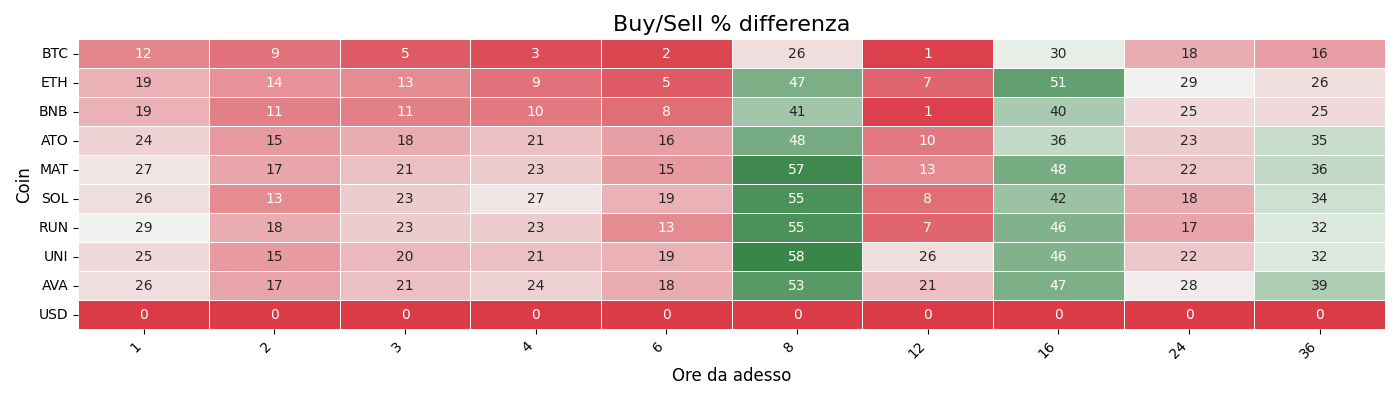 Buy/Sell % differenza
Coin
BTC 12 9 5 3 2 26 1 30 18 16
ETH 19 14 13 9 5 47 7 51 29 26
BNB 19 11 11 10 8 41 1 40 25 25
ATO 24 15 18 21 16 48 10 36 23 35
MAT 27 17 21 23 15 57 13 48 22 36
SOL 26 13 23 27 19 55 8 42 18 34
RUN 29 18 23 23 13 55 7 46 17 32
UNI 25 15 20 21 19 58 26 46 22 32
AVA 26 17 21 24 18 53 21 47 28 39
USD 0 0 0 0 0 0 0 0 0 0
1 2 3 4 6 8 12 16 24 36
Ore da adesso